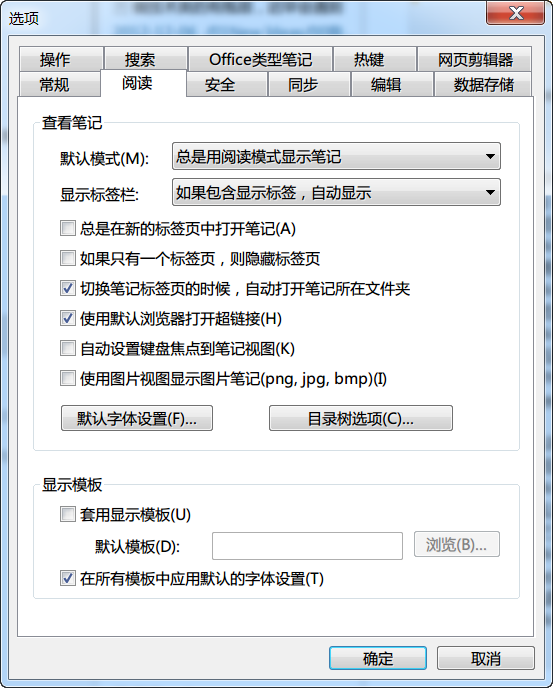 选项
操作 搜索 Office类型笔记 热键 网页剪辑器
常规 阅读 安全 同步 编辑 数据存储
查看笔记
默认模式(M): 总是用阅读模式显示笔记
显示标签栏: 如果包含显示标签，自动显示
总是在新的标签页中打开笔记(A)
如果只有一个标签页，则隐藏标签页
切换笔记标签页的时候，自动打开笔记所在文件夹
使用默认浏览器打开超链接(H)
自动设置键盘焦点到笔记视图(K)
使用图片视图显示图片笔记(png, jpg, bmp)(I)
默认字体设置(F)... 目录树选项(C)...
显示模板
套用显示模板(U)
默认模板(D): 浏览(B)...
在所有模板中应用默认的字体设置(T)
确定 取消